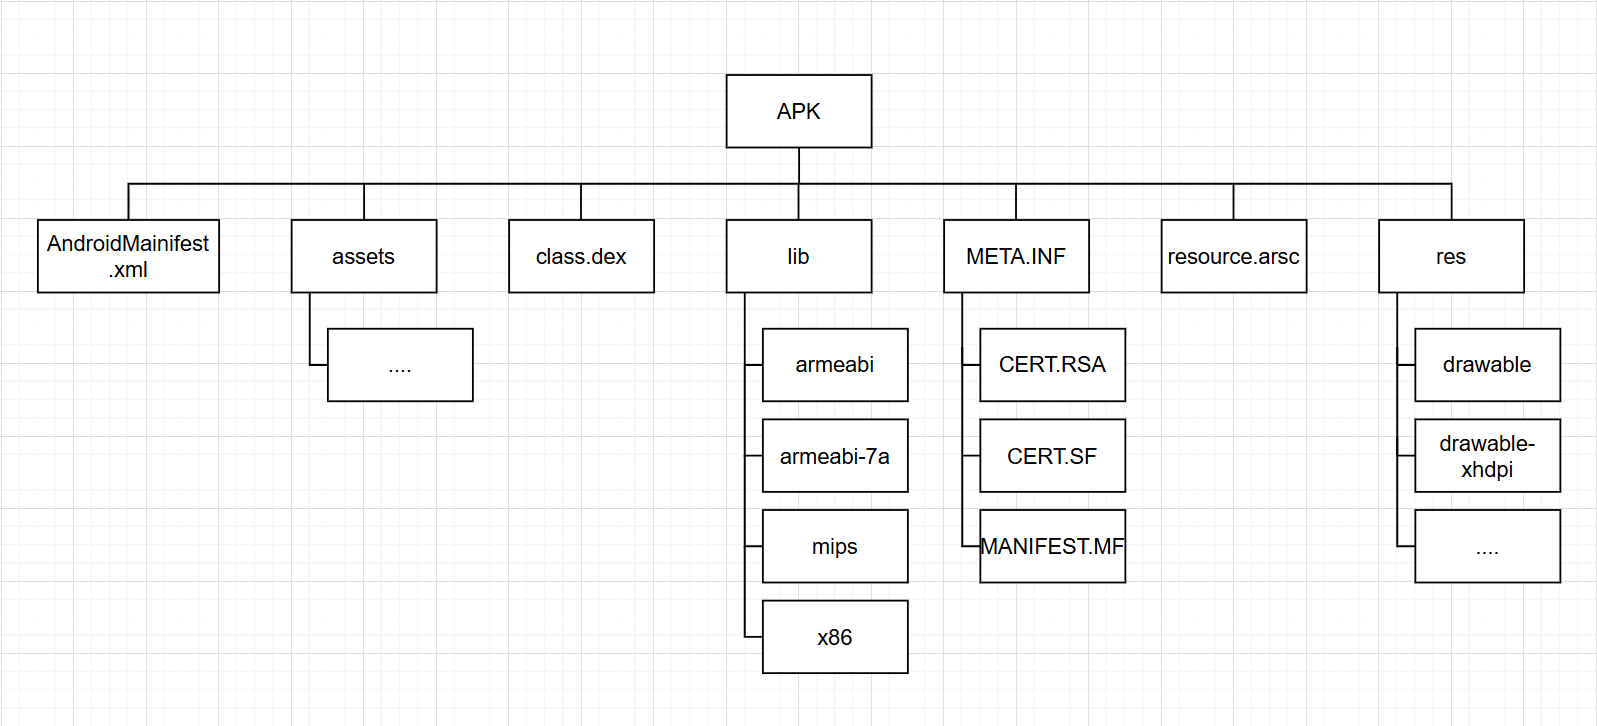 APK
AndroidMainifest
.xml
assets
class.dex
lib
META.INF
resource.arsc
res
....
armeabi
armeabi-7a
mips
x86
CERT.RSA
CERT.SF
MANIFEST.MF
drawable
drawable-
xhdpi
....